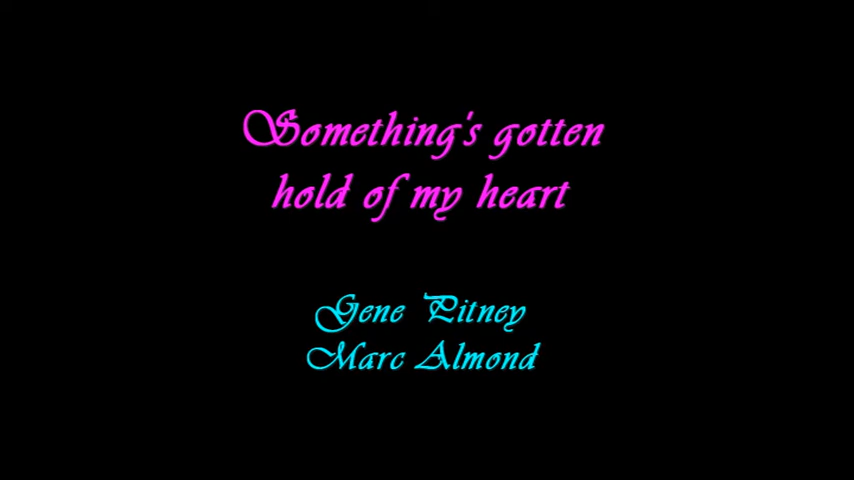 Something's gotten
hold of my heart
Gene Pitney
Marc Almond